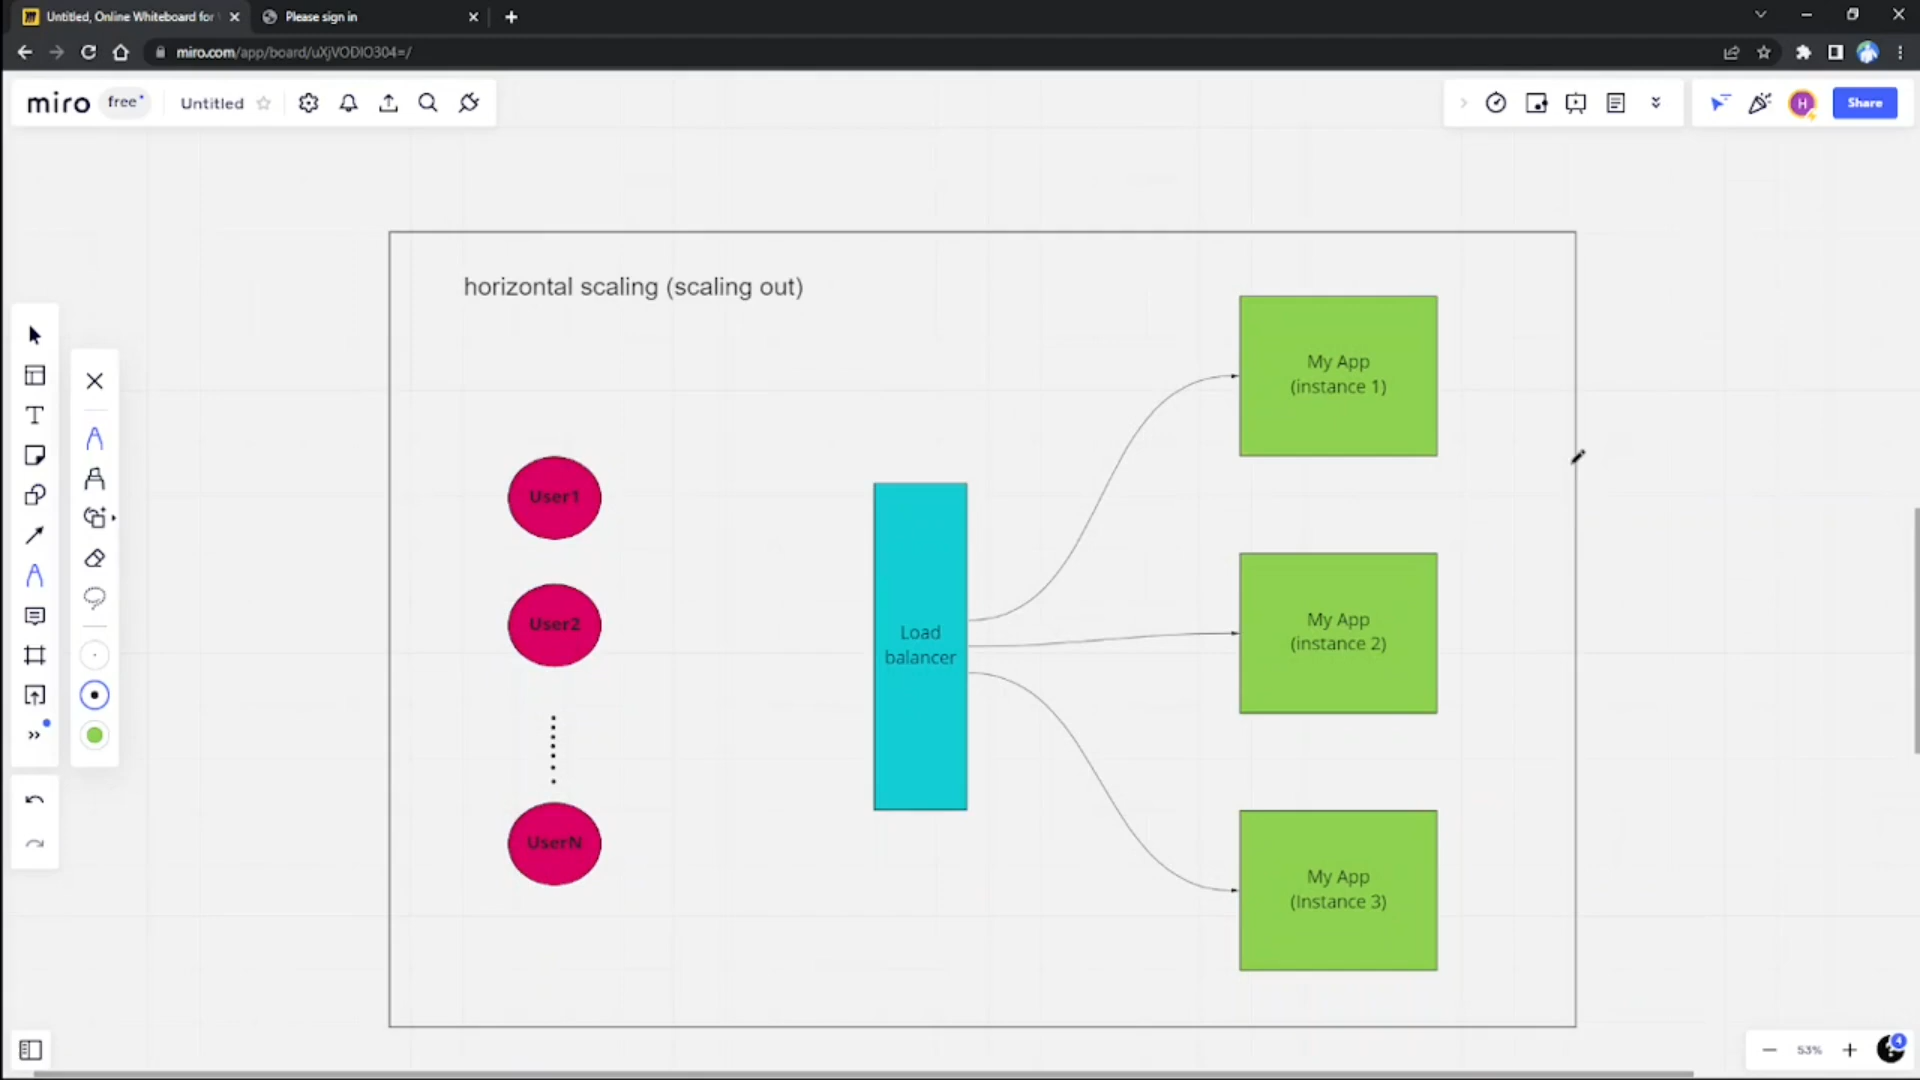 Untitled, Online Whiteboard for
Please sign in
miro.com/app/board/uXjVODIO304=/
miro
free
Untitled
H
Share
horizontal scaling (scaling out)
My App
(instance 1)
User1
User2
Load
balancer
My App
(instance 2)
UserN
My App
(Instance 3)
53%
4